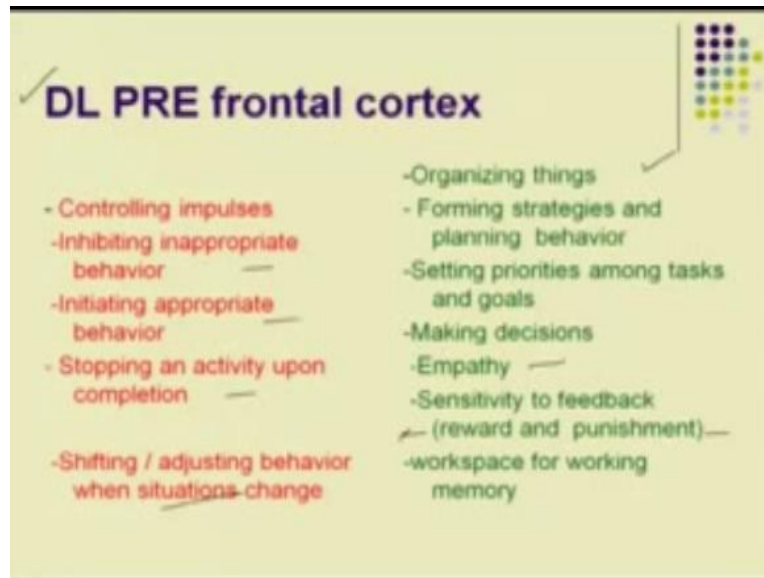 DL PRE frontal cortex
- Controlling impulses
-Inhibiting inappropriate
behavior
-Initiating appropriate
behavior
- Stopping an activity upon
completion
-Shifting / adjusting behavior
when situations change
-Organizing things
- Forming strategies and
planning behavior
-Setting priorities among tasks
and goals
-Making decisions
-Empathy
-Sensitivity to feedback
(reward and punishment)
-workspace for working
memory